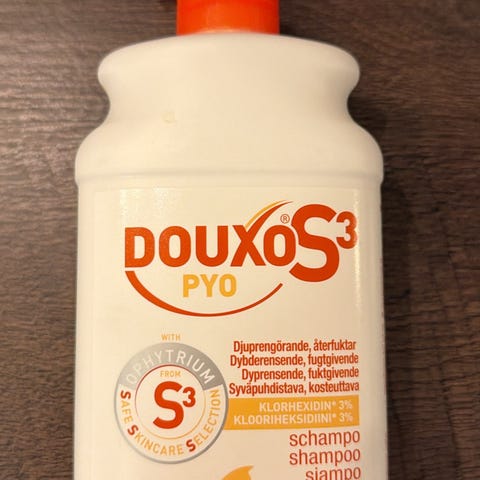 DOUXO® S3
PYO
WITH
OPHYTRIUM
FROM
S3
SAFE SKINCARE SELECTION
Djuprengörande, återfuktar
Dybderensende, fugtgivende
Dyprensende, fuktgivende
Syväpuhdistava, kosteuttava
KLORHEXIDIN* 3%
KLOORIHEKSIDIINI* 3%
schampo
shampoo
sjampo